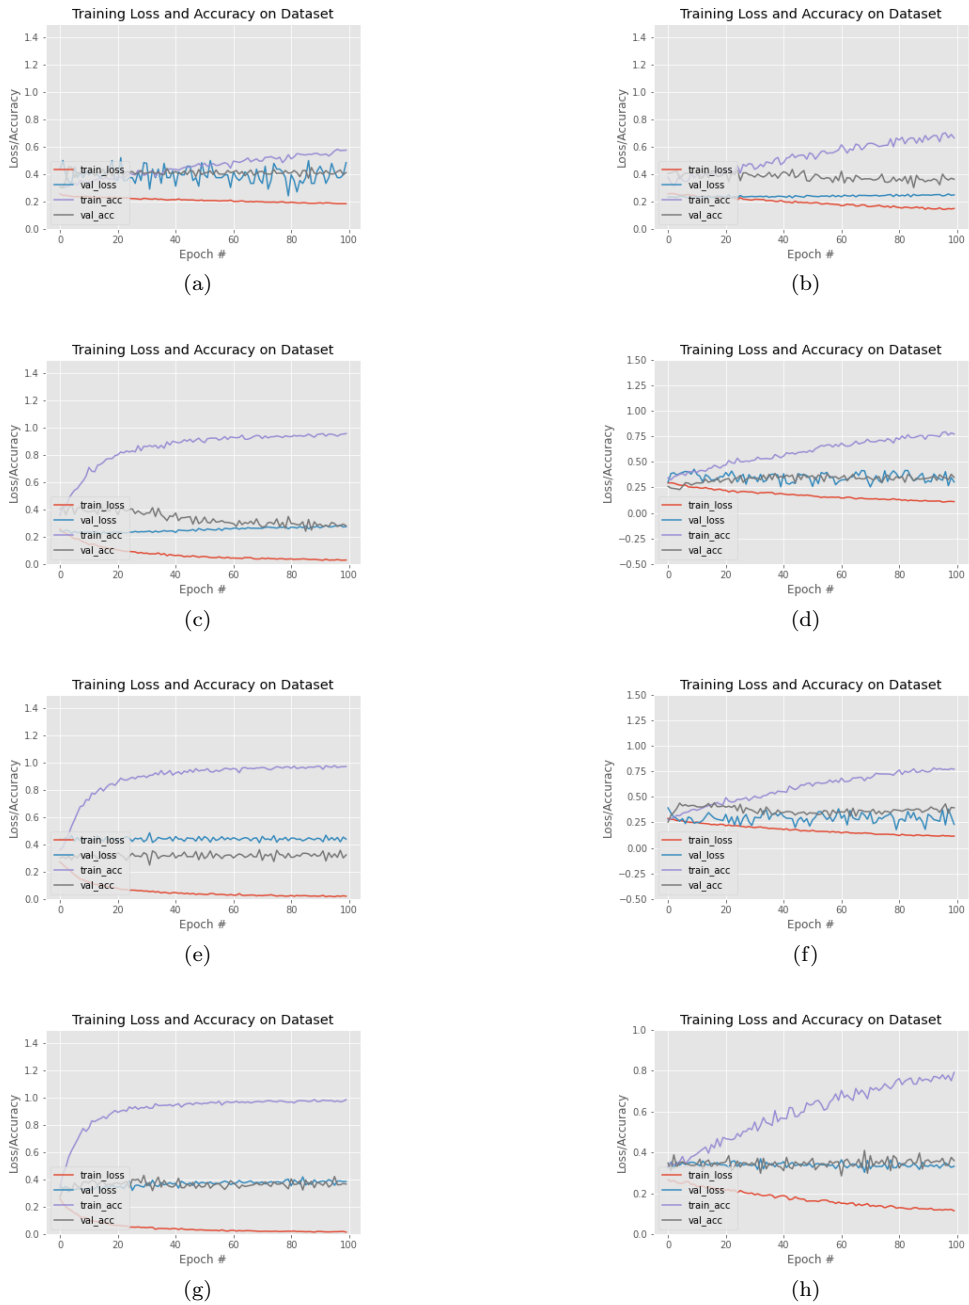 Training Loss and Accuracy on Dataset
Loss/Accuracy
1.4
1.2
1.0
0.8
0.6
0.4
0.2
0.0
train_loss
val_loss
train_acc
val_acc
0 20 40 60 80 100
Epoch #
(a)
Training Loss and Accuracy on Dataset
Loss/Accuracy
1.4
1.2
1.0
0.8
0.6
0.4
0.2
0.0
train_loss
val_loss
train_acc
val_acc
0 20 40 60 80 100
Epoch #
(b)
Training Loss and Accuracy on Dataset
Loss/Accuracy
1.4
1.2
1.0
0.8
0.6
0.4
0.2
0.0
train_loss
val_loss
train_acc
val_acc
0 20 40 60 80 100
Epoch #
(c)
Training Loss and Accuracy on Dataset
Loss/Accuracy
1.50
1.25
1.00
0.75
0.50
0.25
0.00
−0.25
−0.50
train_loss
val_loss
train_acc
val_acc
0 20 40 60 80 100
Epoch #
(d)
Training Loss and Accuracy on Dataset
Loss/Accuracy
1.4
1.2
1.0
0.8
0.6
0.4
0.2
0.0
train_loss
val_loss
train_acc
val_acc
0 20 40 60 80 100
Epoch #
(e)
Training Loss and Accuracy on Dataset
Loss/Accuracy
1.50
1.25
1.00
0.75
0.50
0.25
0.00
−0.25
−0.50
train_loss
val_loss
train_acc
val_acc
0 20 40 60 80 100
Epoch #
(f)
Training Loss and Accuracy on Dataset
Loss/Accuracy
1.4
1.2
1.0
0.8
0.6
0.4
0.2
0.0
train_loss
val_loss
train_acc
val_acc
0 20 40 60 80 100
Epoch #
(g)
Training Loss and Accuracy on Dataset
Loss/Accuracy
1.0
0.8
0.6
0.4
0.2
0.0
train_loss
val_loss
train_acc
val_acc
0 20 40 60 80 100
Epoch #
(h)